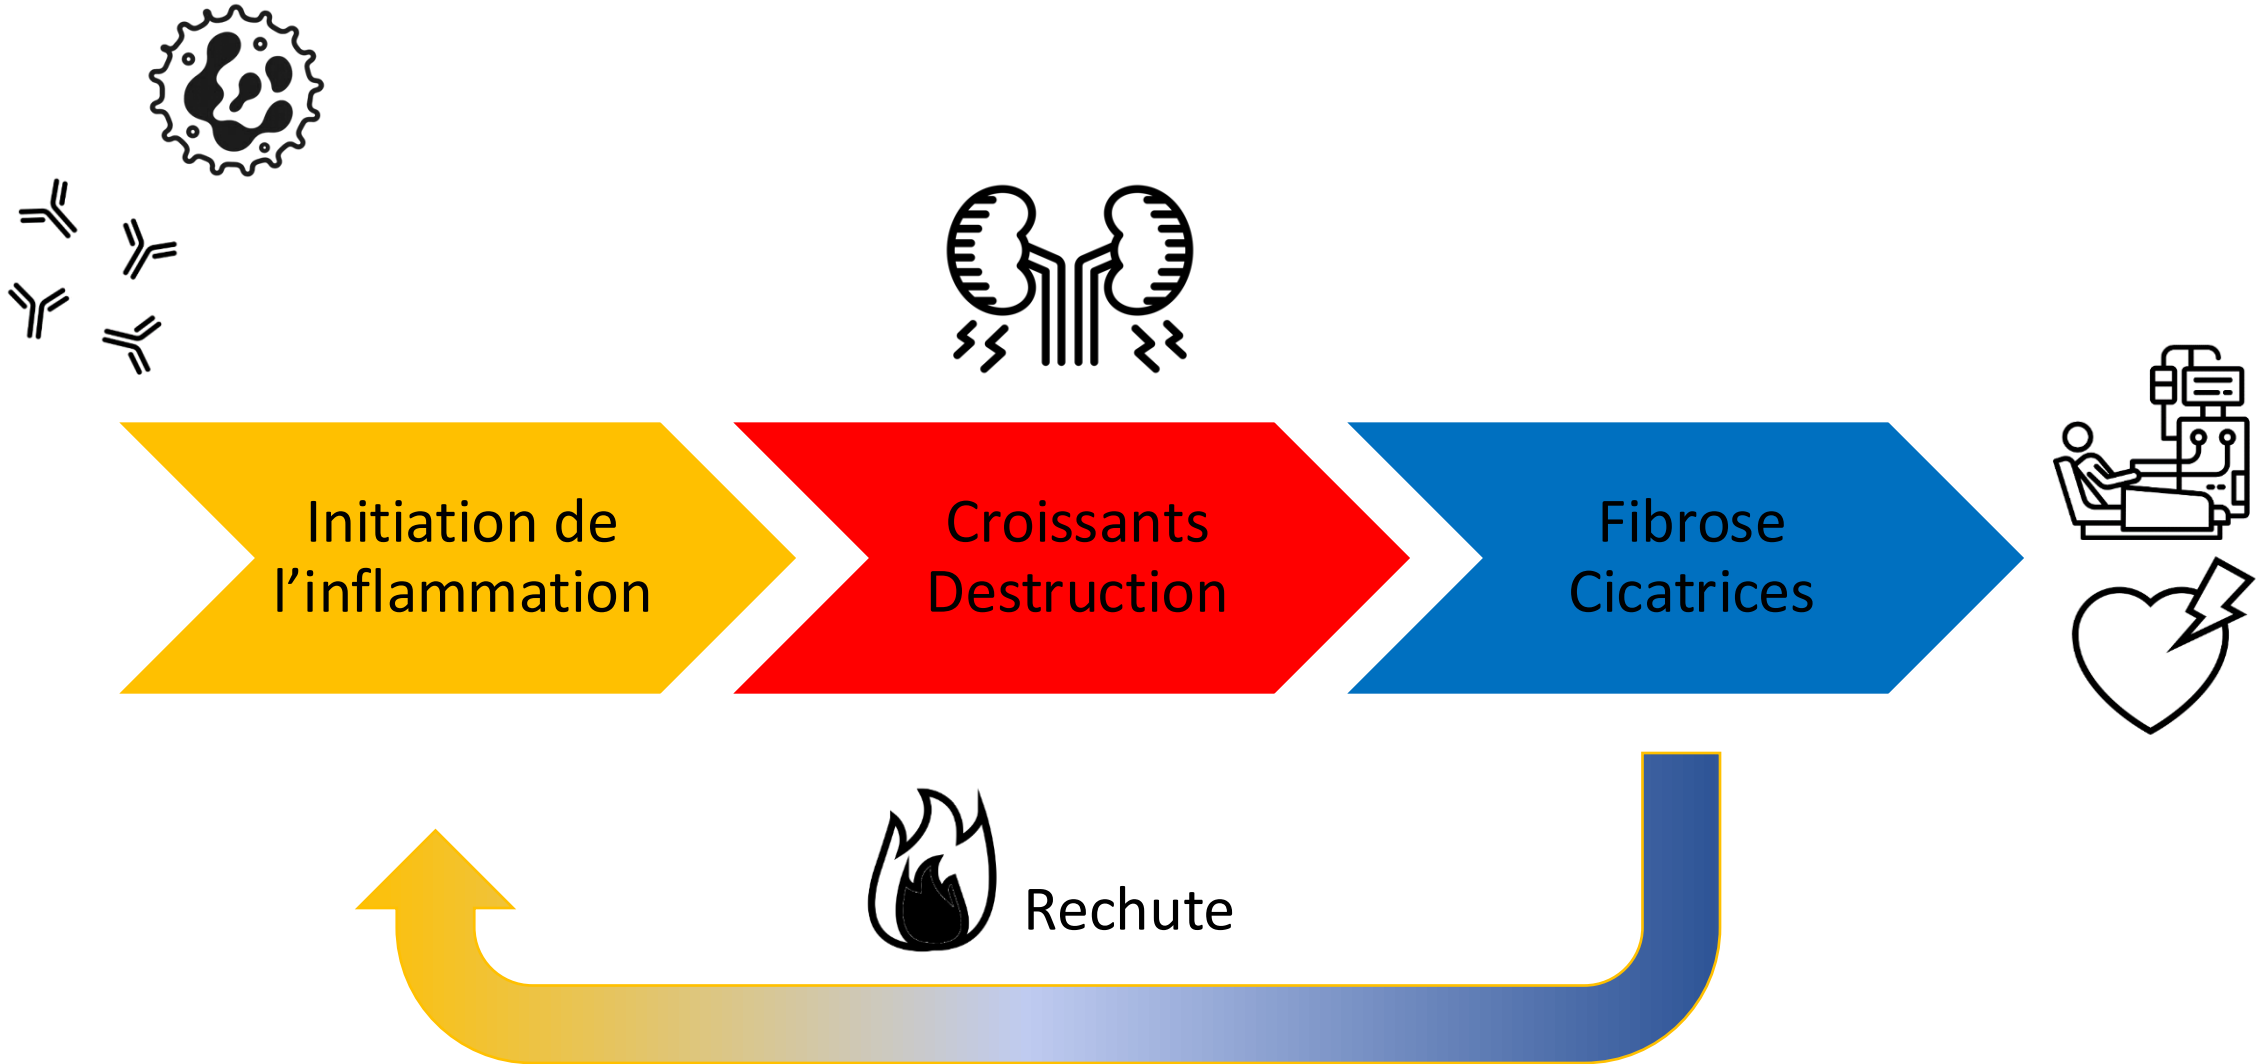 Initiation de
l’inflammation
Croissants
Destruction
Fibrose
Cicatrices
Rechute